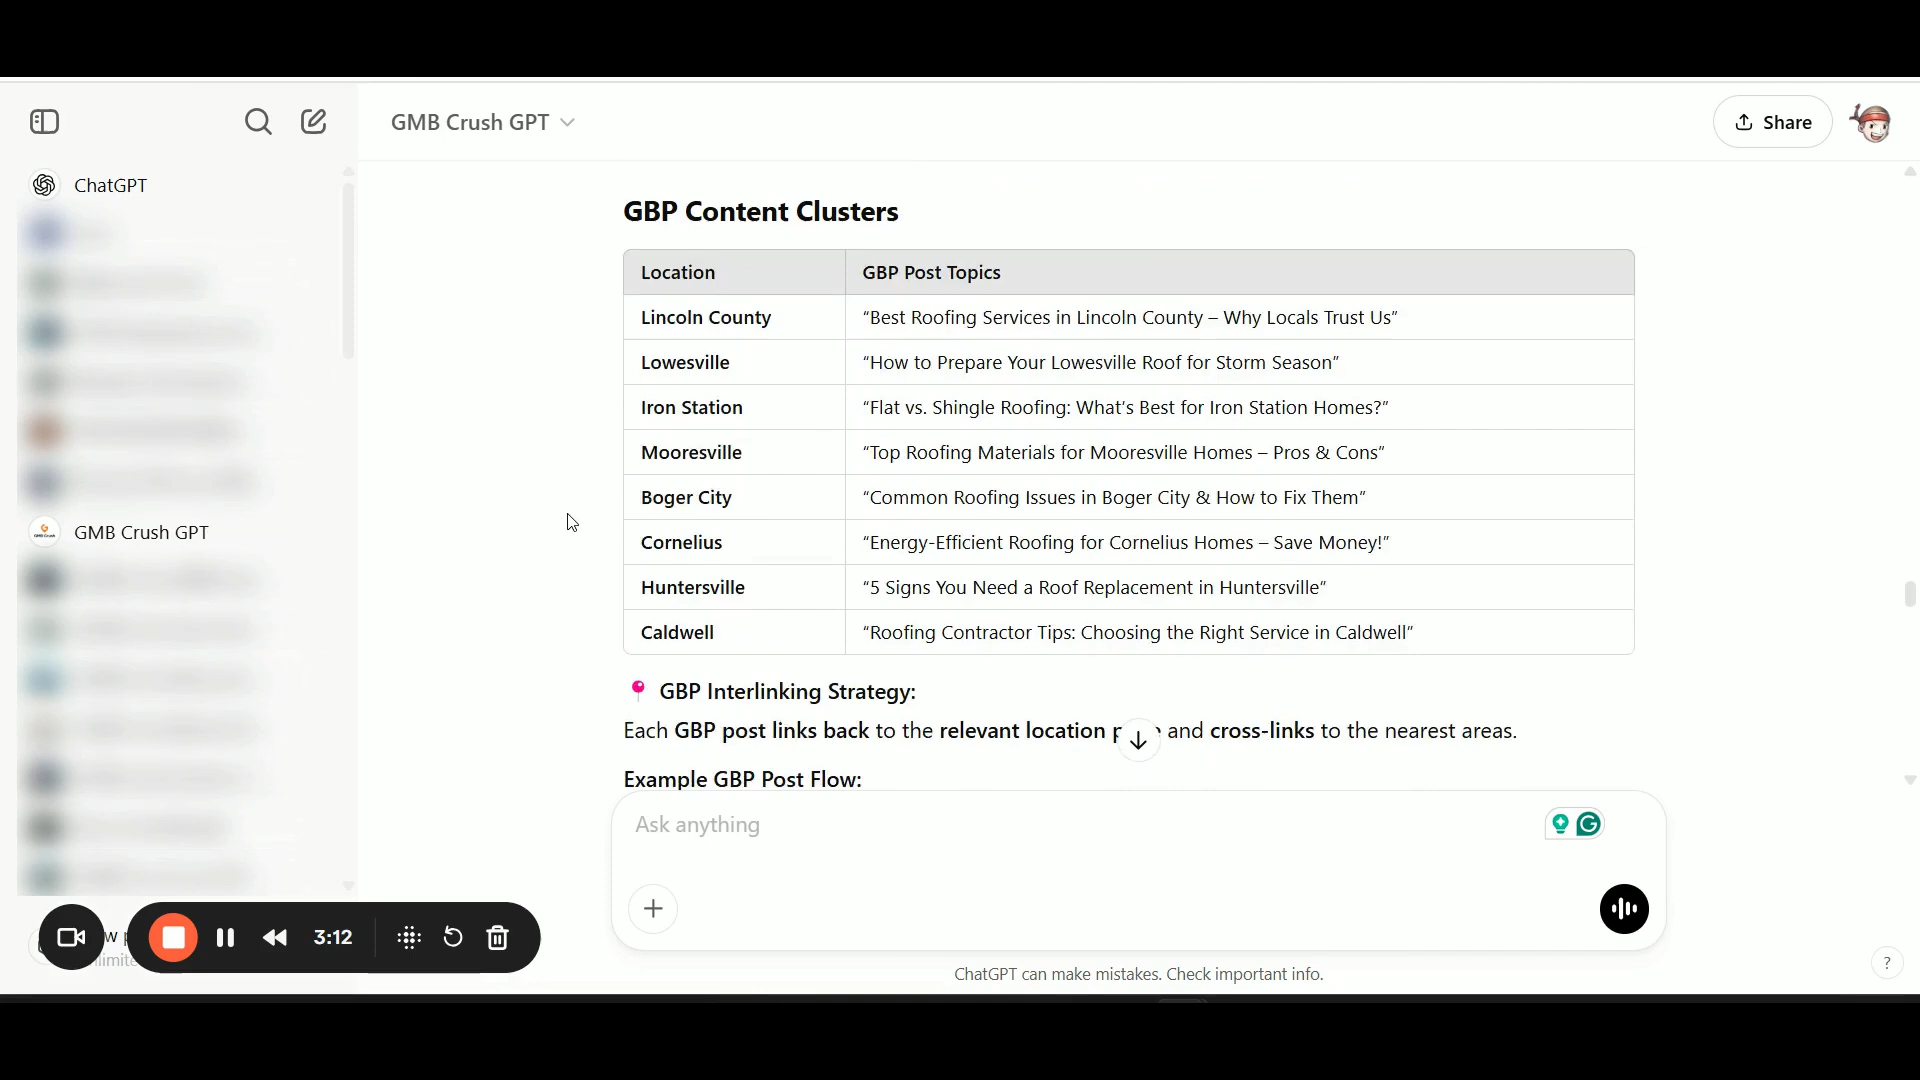 GMB Crush GPT
Share
ChatGPT
GBP Content Clusters
Location GBP Post Topics
Lincoln County “Best Roofing Services in Lincoln County – Why Locals Trust Us”
Lowesville “How to Prepare Your Lowesville Roof for Storm Season”
Iron Station “Flat vs. Shingle Roofing: What’s Best for Iron Station Homes?”
Mooresville “Top Roofing Materials for Mooresville Homes – Pros & Cons”
Boger City “Common Roofing Issues in Boger City & How to Fix Them”
Cornelius “Energy-Efficient Roofing for Cornelius Homes – Save Money!”
Huntersville “5 Signs You Need a Roof Replacement in Huntersville”
Caldwell “Roofing Contractor Tips: Choosing the Right Service in Caldwell”
GMB Crush GPT
GBP Interlinking Strategy:
Each GBP post links back to the relevant location and cross-links to the nearest areas.
Example GBP Post Flow:
Ask anything
3:12
ChatGPT can make mistakes. Check important info.
?